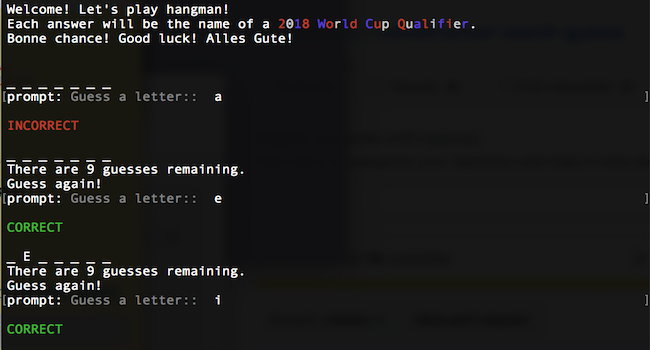 Welcome! Let's play hangman!
Each answer will be the name of a 2018 World Cup Qualifier.
Bonne chance! Good luck! Alles Gute!
_ _ _ _ _ _ _
[prompt: Guess a letter::  a ]
INCORRECT
_ _ _ _ _ _ _
There are 9 guesses remaining.
Guess again!
[prompt: Guess a letter::  e ]
CORRECT
_ E _ _ _ _ _
There are 9 guesses remaining.
Guess again!
[prompt: Guess a letter::  i ]
CORRECT